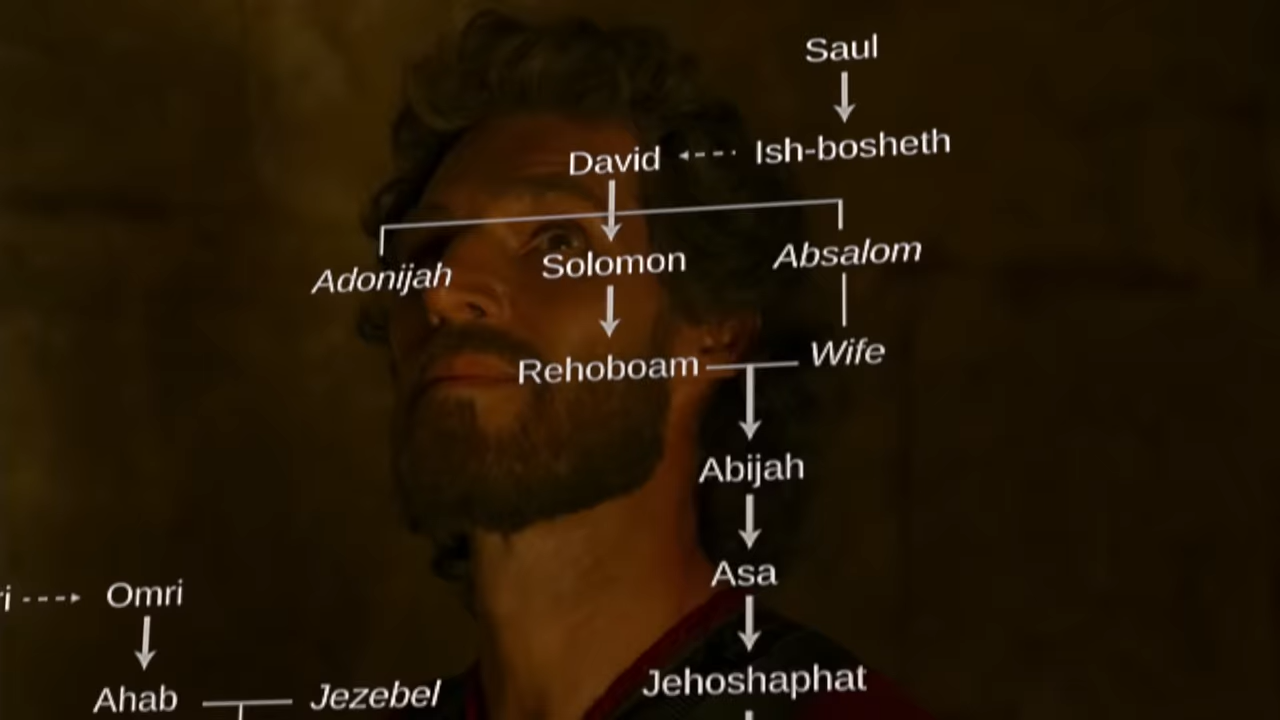 Saul
David Ish-bosheth
Adonijah Solomon Absalom
Rehoboam Wife
Abijah
Asa
i Omri
Jehoshaphat
Ahab Jezebel